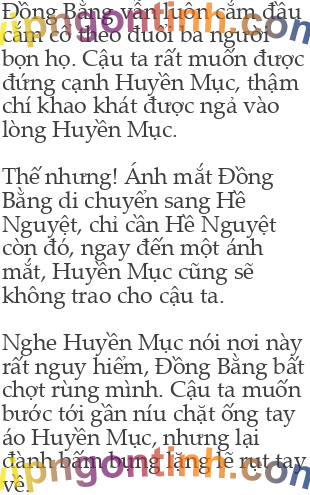 Đồng Bằng vẫn luôn cắm đầu
cắm cổ theo đuổi ba người
bọn họ. Cậu ta rất muốn được
đứng cạnh Huyền Mục, thậm
chí khao khát được ngả vào
lòng Huyền Mục.
Thế nhưng! Ánh mắt Đồng
Bằng di chuyển sang Hề
Nguyệt, chỉ cần Hề Nguyệt
còn đó, ngay đến một ánh
mắt, Huyền Mục cũng sẽ
không trao cho cậu ta.
Nghe Huyền Mục nói nơi này
rất nguy hiểm, Đồng Bằng bất
chợt rùng mình. Cậu ta muốn
bước tới gần níu chặt ống tay
áo Huyền Mục, nhưng lại
đành bấm bụng lặng lẽ rụt tay
về.
vipngontinh.com